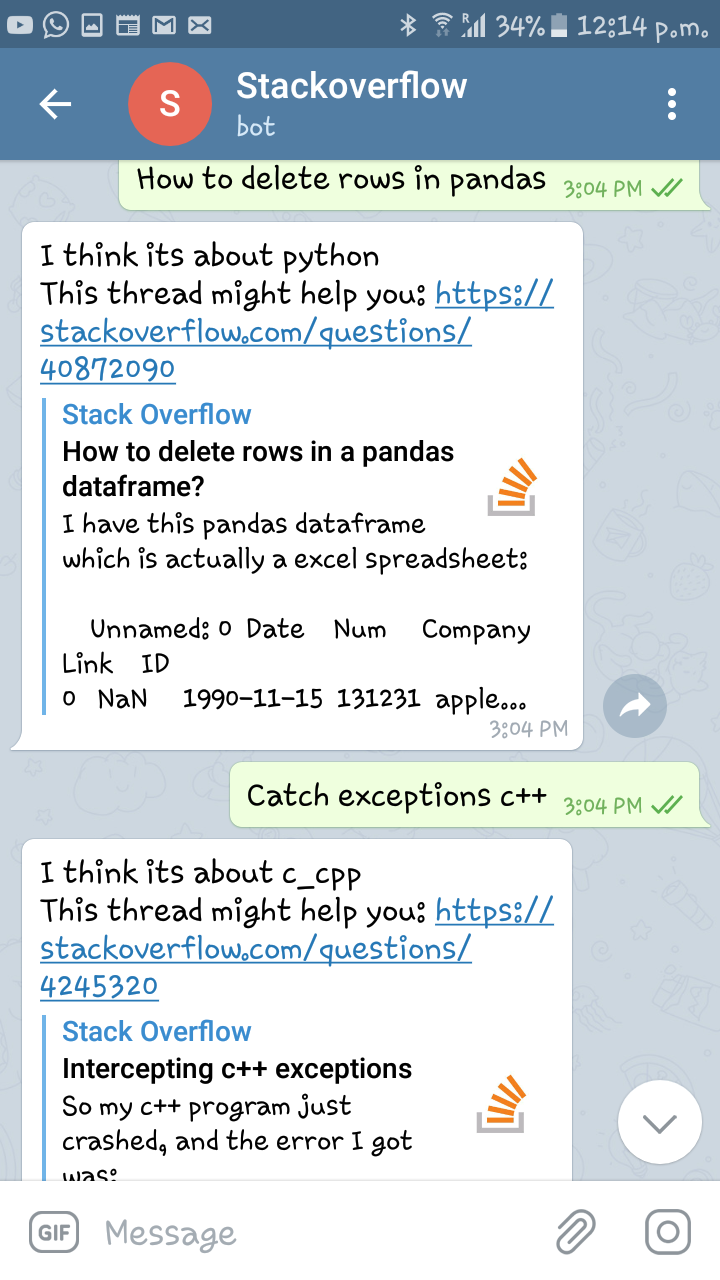 R 34% 12:14 p.m.
S
Stackoverflow
bot
How to delete rows in pandas 3:04 PM
I think its about python
This thread might help you: https://
stackoverflow.com/questions/
40872090
Stack Overflow
How to delete rows in a pandas
dataframe?
I have this pandas dataframe
which is actually a excel spreadsheet:
Unnamed: 0 Date Num Company
Link ID
0 NaN 1990-11-15 131231 apple...
3:04 PM
Catch exceptions c++ 3:04 PM
I think its about c_cpp
This thread might help you: https://
stackoverflow.com/questions/
4245320
Stack Overflow
Intercepting c++ exceptions
So my c++ program just
crashed, and the error I got
was:
GIF Message